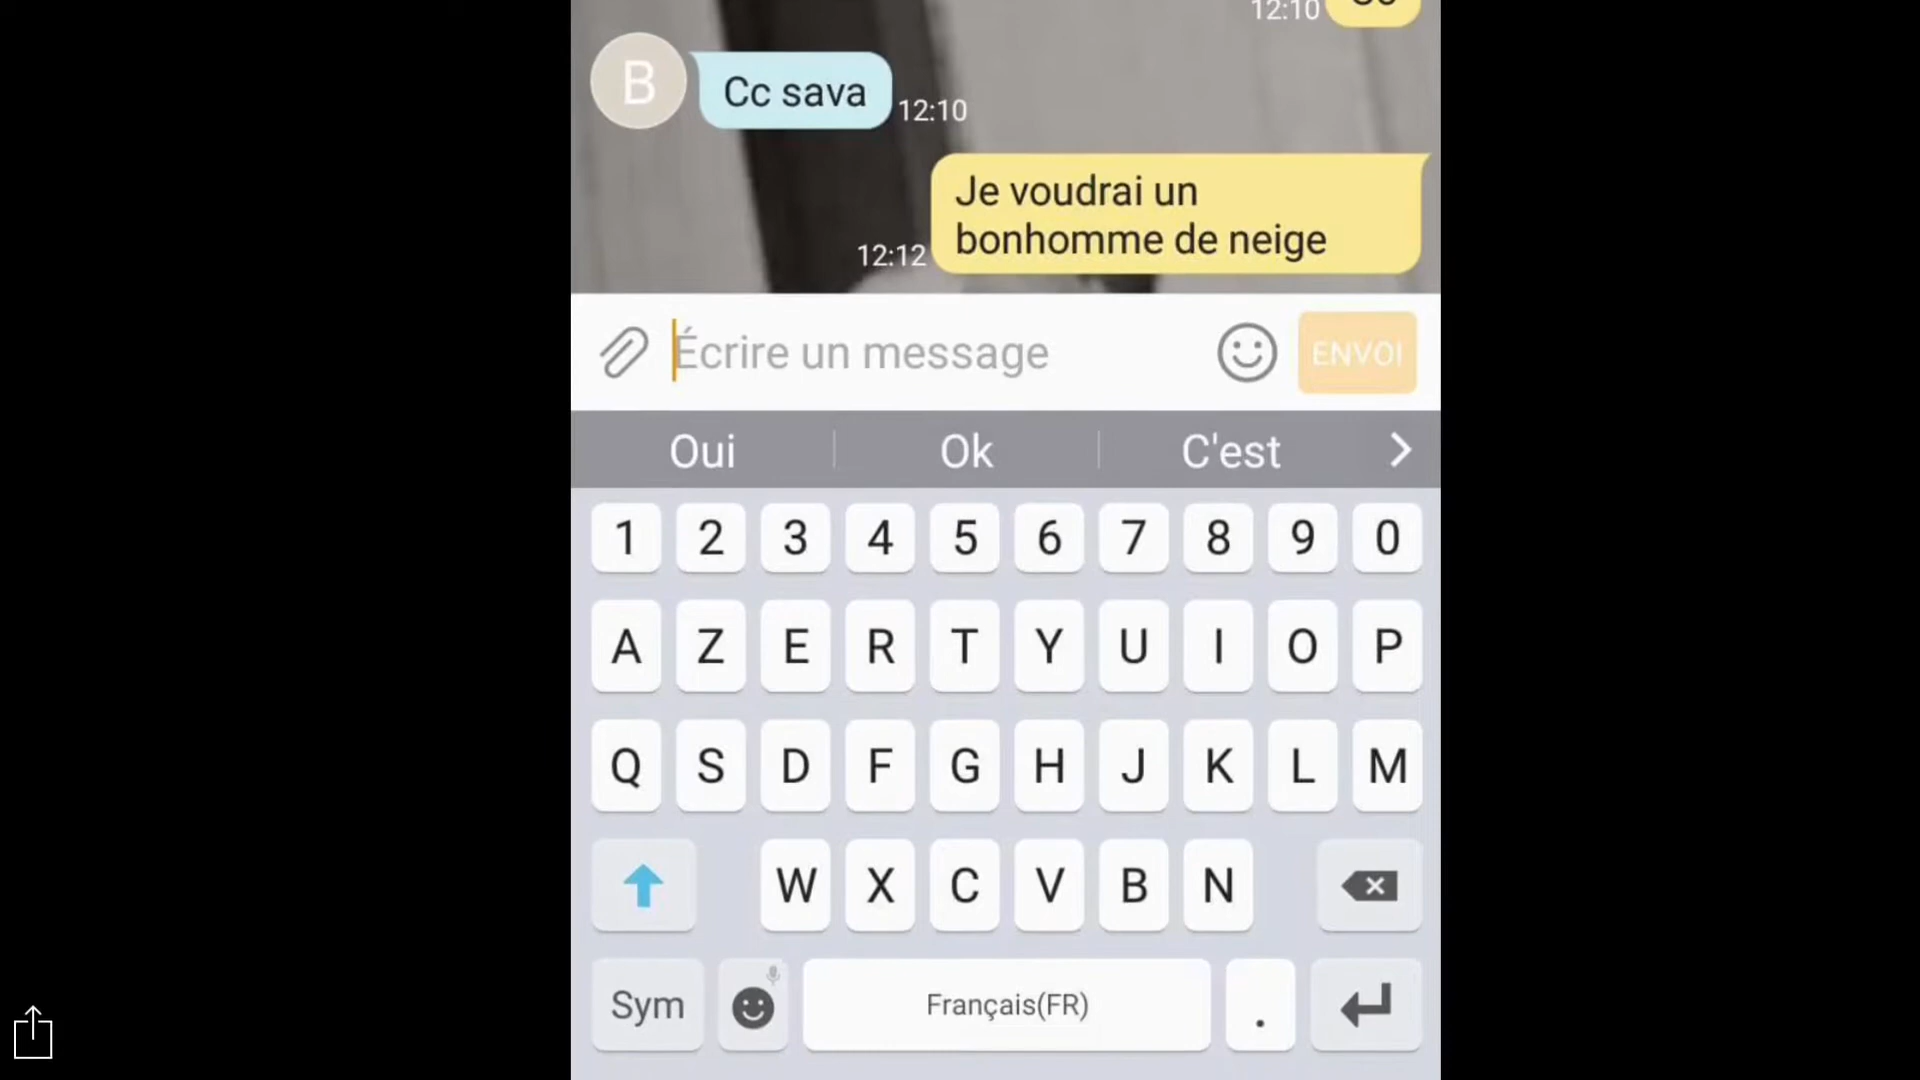 12:10
B
Cc sava
12:10
Je voudrai un
bonhomme de neige
12:12
Écrire un message
ENVOI
Oui Ok C'est
1 2 3 4 5 6 7 8 9 0
A Z E R T Y U I O P
Q S D F G H J K L M
W X C V B N
Sym Français(FR) .